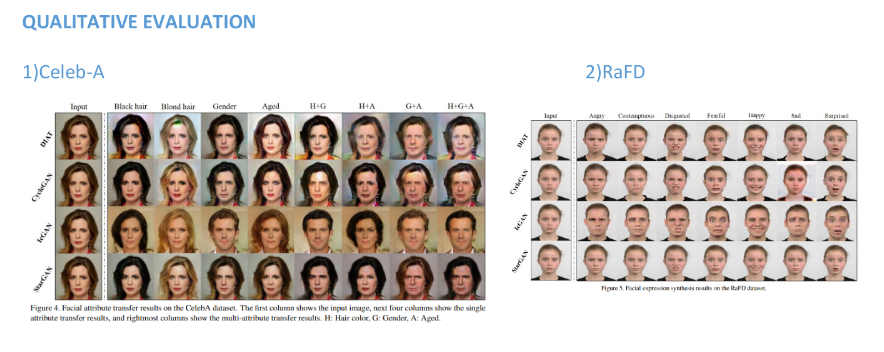 QUALITATIVE EVALUATION
1)Celeb-A
2)RaFD
Input Black hair Blond hair Gender Aged H+G H+A G+A H+G+A
DIAT
CycleGAN
IcGAN
StarGAN
Figure 4. Facial attribute transfer results on the CelebA dataset. The first column shows the input image, next four columns show the single
attribute transfer results, and rightmost columns show the multi-attribute transfer results. H: Hair color, G: Gender, A: Aged.
Input Angry Contemptuous Disgusted Fearful Happy Sad Surprised
DIAT
CycleGAN
IcGAN
StarGAN
Figure 5. Facial expression synthesis results on the RaFD dataset.